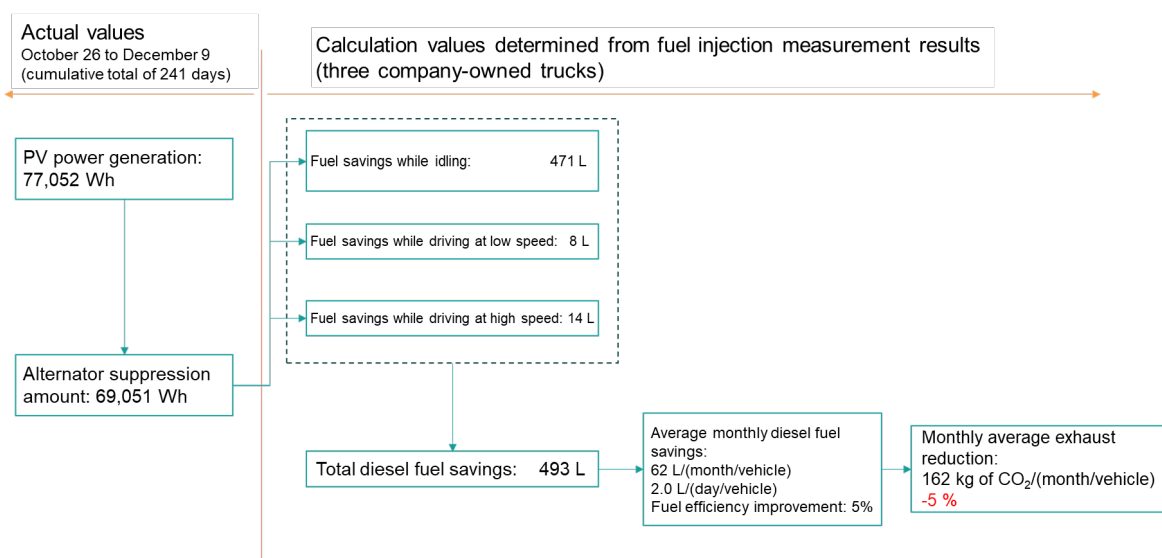 Actual values
October 26 to December 9
(cumulative total of 241 days)
Calculation values determined from fuel injection measurement results
(three company-owned trucks)
PV power generation:
77,052 Wh
Fuel savings while idling: 471 L
Fuel savings while driving at low speed: 8 L
Fuel savings while driving at high speed: 14 L
Alternator suppression
amount: 69,051 Wh
Total diesel fuel savings: 493 L
Average monthly diesel fuel
savings:
62 L/(month/vehicle)
2.0 L/(day/vehicle)
Fuel efficiency improvement: 5%
Monthly average exhaust
reduction:
162 kg of CO₂/(month/vehicle)
-5 %